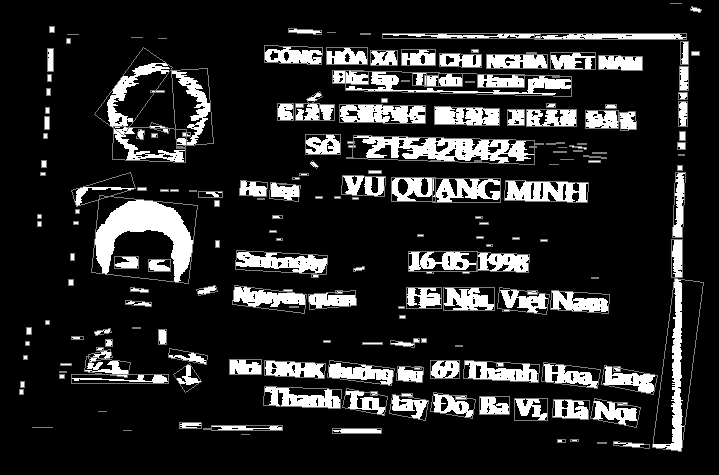 CỘNG HÒA XÃ HỘI CHỦ NGHĨA VIỆT NAM
Độc lập - Tự do - Hạnh phúc
GIẤY CHỨNG MINH NHÂN DÂN
SỐ 215428424
Họ tên VŨ QUANG MINH
Sinh ngày 16-05-1998
Nguyên quán Hà Nội, Việt Nam
Nơi ĐKHK thường trú 69 Thành Hoa, làng
Thanh Trì, tây Đô, Ba Vì, Hà Nội